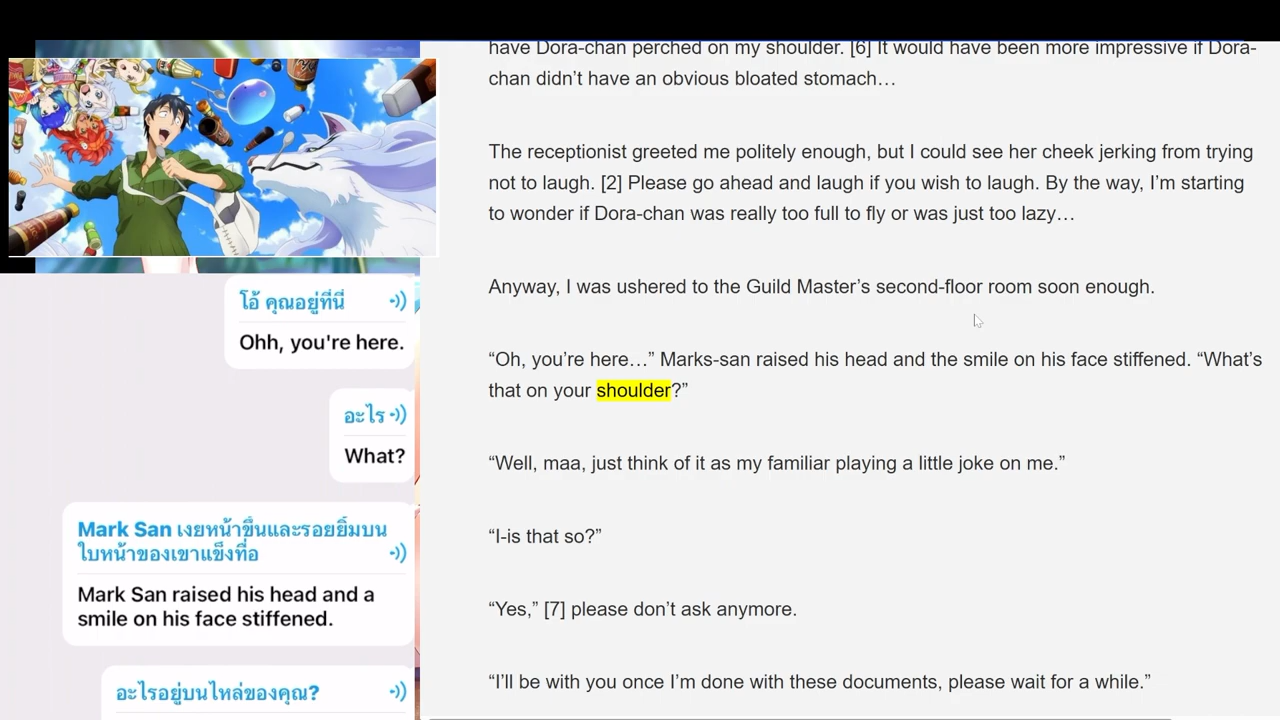 โอ้ คุณอยู่ที่นี่
Ohh, you're here.
อะไร
What?
Mark San เงยหน้าขึ้นและรอยยิ้มบน
ใบหน้าของเขาแข็งทื่อ
Mark San raised his head and a
smile on his face stiffened.
อะไรอยู่บนไหล่ของคุณ?
have Dora-chan perched on my shoulder. [6] It would have been more impressive if Dora-
chan didn’t have an obvious bloated stomach…
The receptionist greeted me politely enough, but I could see her cheek jerking from trying
not to laugh. [2] Please go ahead and laugh if you wish to laugh. By the way, I’m starting
to wonder if Dora-chan was really too full to fly or was just too lazy…
Anyway, I was ushered to the Guild Master’s second-floor room soon enough.
“Oh, you’re here…” Marks-san raised his head and the smile on his face stiffened. “What’s
that on your shoulder?”
“Well, maa, just think of it as my familiar playing a little joke on me.”
“I-is that so?”
“Yes,” [7] please don’t ask anymore.
“I’ll be with you once I’m done with these documents, please wait for a while.”